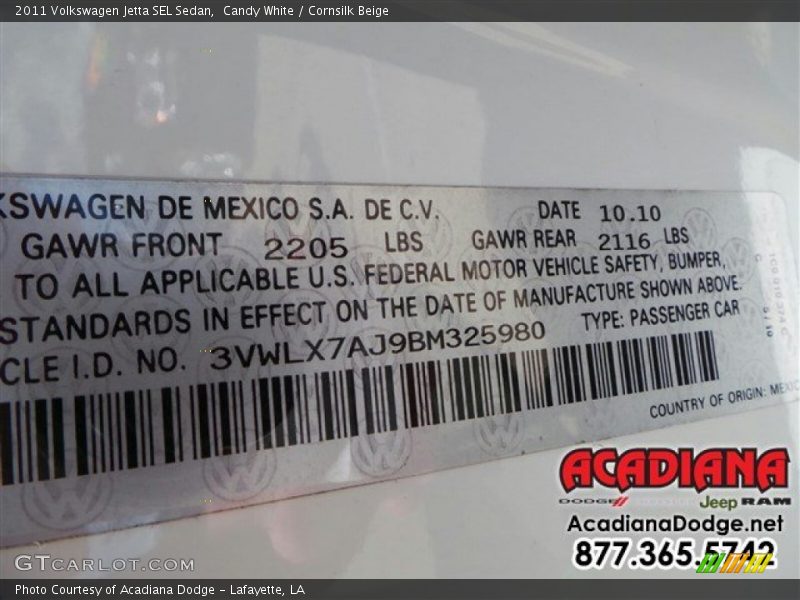 2011 Volkswagen Jetta SEL Sedan, Candy White / Cornsilk Beige
KSWAGEN DE MEXICO S.A. DE C.V. DATE 10.10
GAWR FRONT 2205 LBS GAWR REAR 2116 LBS
TO ALL APPLICABLE U.S. FEDERAL MOTOR VEHICLE SAFETY, BUMPER,
STANDARDS IN EFFECT ON THE DATE OF MANUFACTURE SHOWN ABOVE.
CLE I.D. NO. 3VWLX7AJ9BM325980 TYPE: PASSENGER CAR
COUNTRY OF ORIGIN: MEXIC
ACADIANA
DODGE Jeep RAM
AcadianaDodge.net
877.365.5742
GTCARLOT.COM
Photo Courtesy of Acadiana Dodge – Lafayette, LA